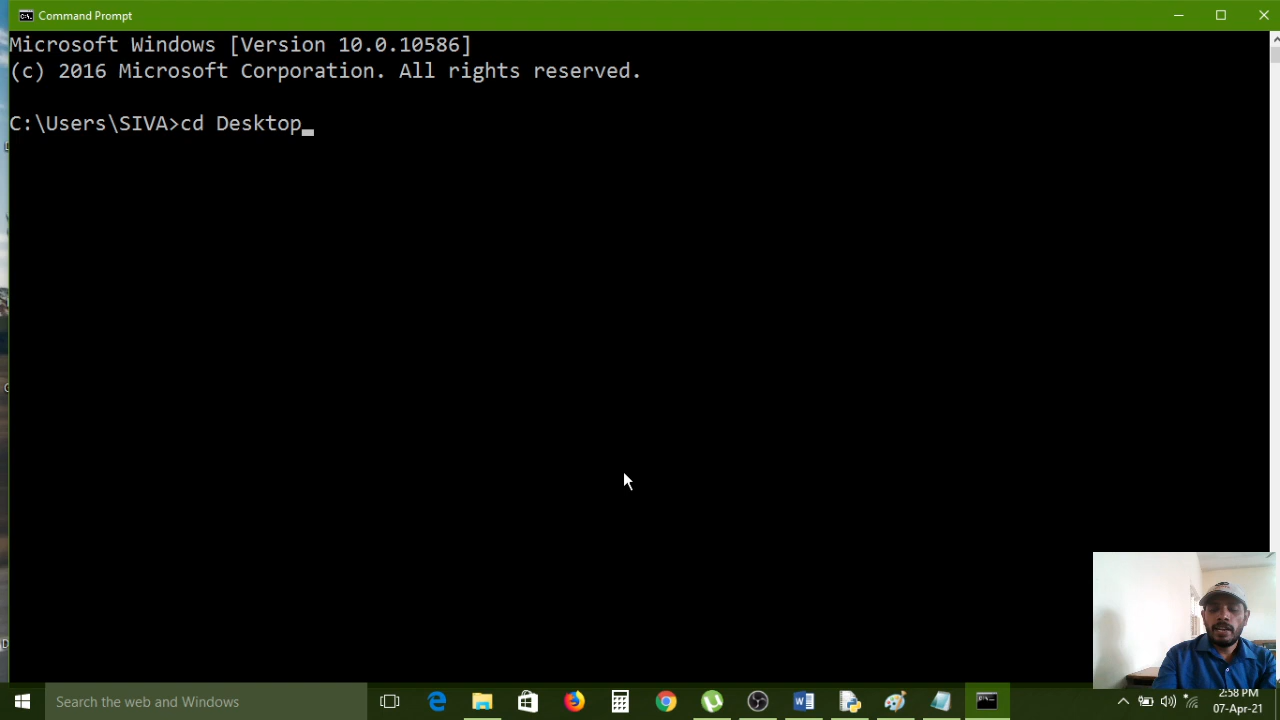 Command Prompt
Microsoft Windows [Version 10.0.10586]
(c) 2016 Microsoft Corporation. All rights reserved.
C:\Users\SIVA>cd Desktop
Search the web and Windows
2:58 PM
07-Apr-21